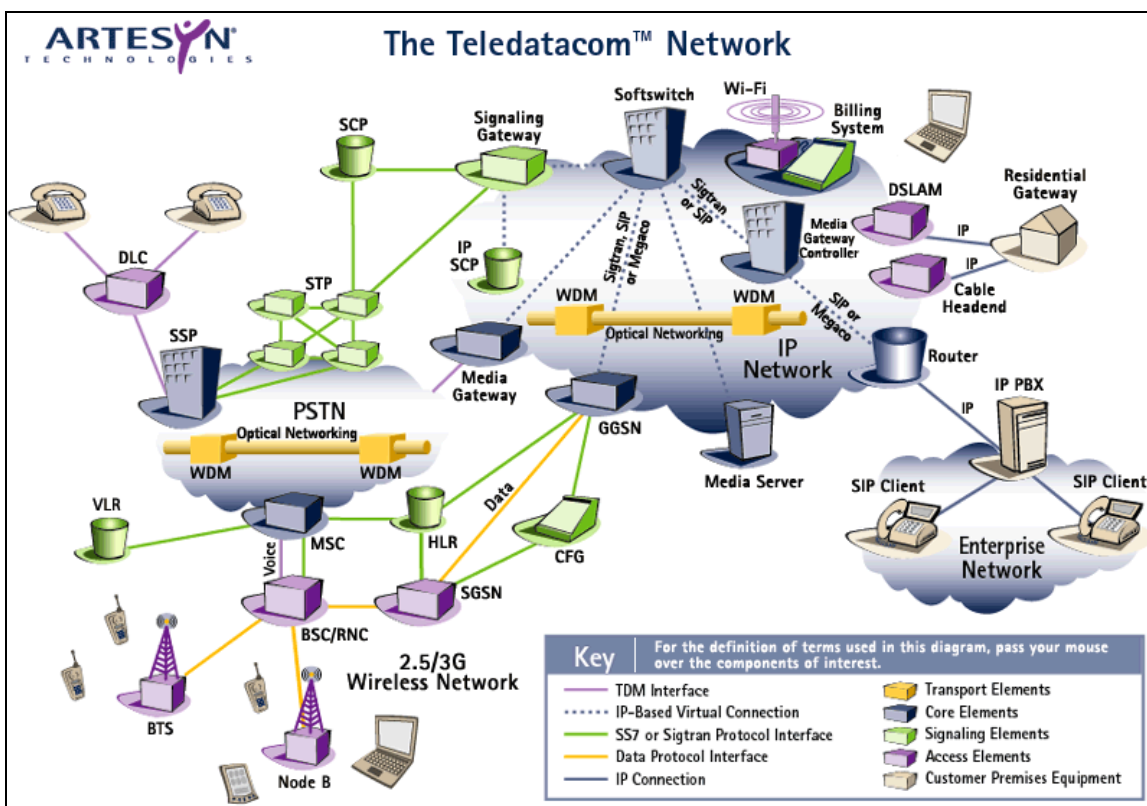 ARTESYN®
TECHNOLOGIES
The Teledatacom™ Network
Softswitch
Wi-Fi
Billing
System
SCP
Signaling
Gateway
Residential
Gateway
DSLAM
IP
Sigtran
or SIP
Media
Gateway
Controller
Sigtran, SIP
or Megaco
DLC
IP
SCP
IP
Cable
Headend
STP
WDM
WDM
SIP or
Megaco
Optical Networking
SSP
IP
Network
Router
Media
Gateway
IP PBX
PSTN
GGSN
IP
Optical Networking
WDM
WDM
Media Server
SIP Client
SIP Client
Data
VLR
MSC
HLR
CFG
Enterprise
Network
Voice
SGSN
BSC/RNC
2.5/3G
Wireless Network
BTS
Node B
Key
For the definition of terms used in this diagram, pass your mouse
over the components of interest.
TDM Interface
IP-Based Virtual Connection
SS7 or Sigtran Protocol Interface
Data Protocol Interface
IP Connection
Transport Elements
Core Elements
Signaling Elements
Access Elements
Customer Premises Equipment